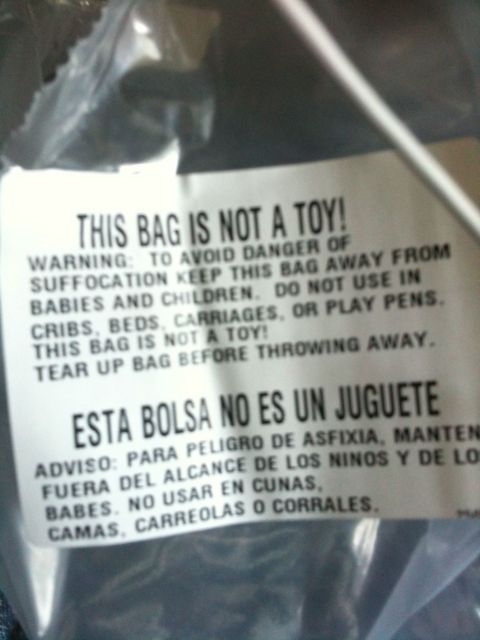 THIS BAG IS NOT A TOY!
WARNING: TO AVOID DANGER OF
SUFFOCATION KEEP THIS BAG AWAY FROM
BABIES AND CHILDREN. DO NOT USE IN
CRIBS, BEDS, CARRIAGES, OR PLAY PENS.
THIS BAG IS NOT A TOY!
TEAR UP BAG BEFORE THROWING AWAY.
ESTA BOLSA NO ES UN JUGUETE
ADVISO: PARA PELIGRO DE ASFIXIA, MANTEN
FUERA DEL ALCANCE DE LOS NINOS Y DE LO
BABES. NO USAR EN CUNAS,
CAMAS, CARREOLAS O CORRALES.